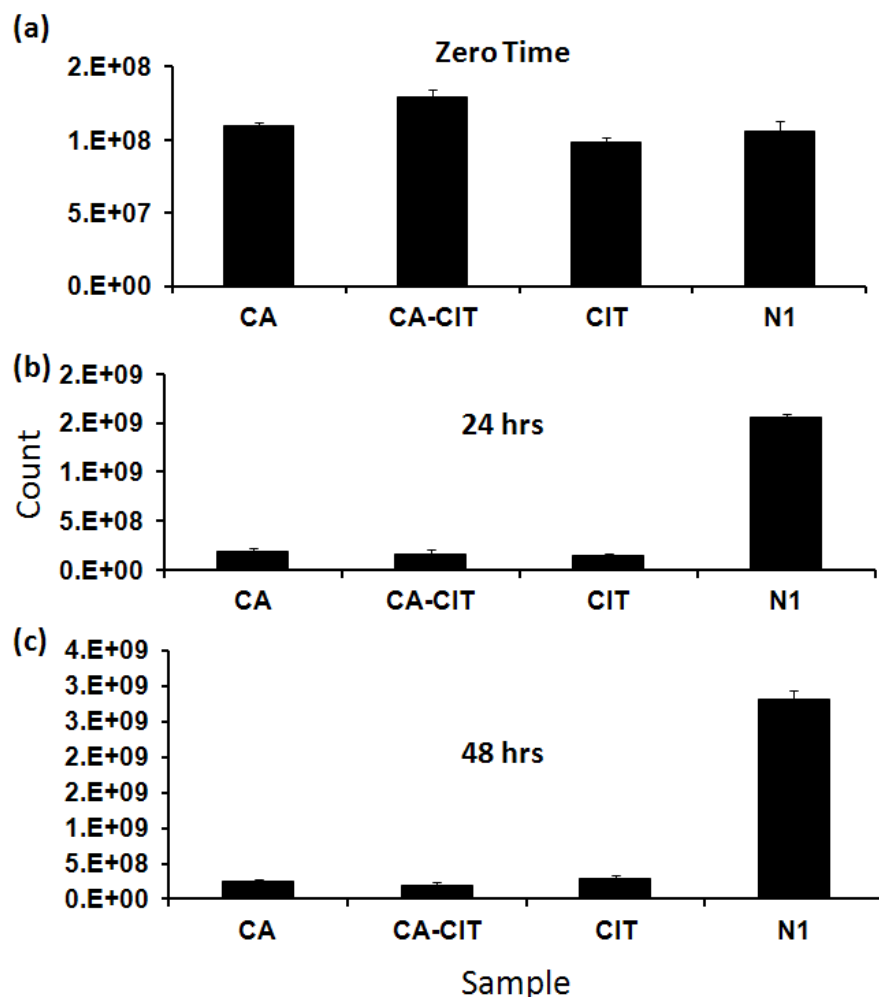 (a)
Zero Time
2.E+08
1.E+08
5.E+07
0.E+00
CA CA-CIT CIT N1
(b)
24 hrs
Count
2.E+09
2.E+09
1.E+09
5.E+08
0.E+00
CA CA-CIT CIT N1
(c)
48 hrs
4.E+09
3.E+09
3.E+09
2.E+09
2.E+09
1.E+09
5.E+08
0.E+00
CA CA-CIT CIT N1
Sample